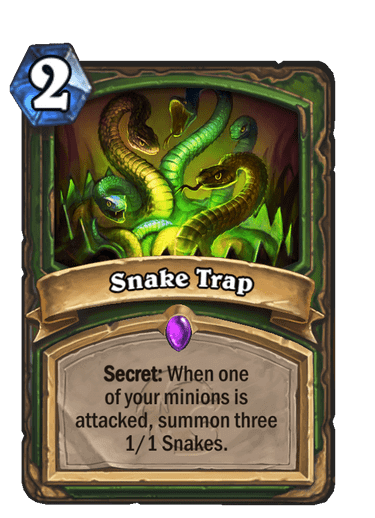 2
Snake Trap
Secret: When one
of your minions is
attacked, summon three
1/1 Snakes.